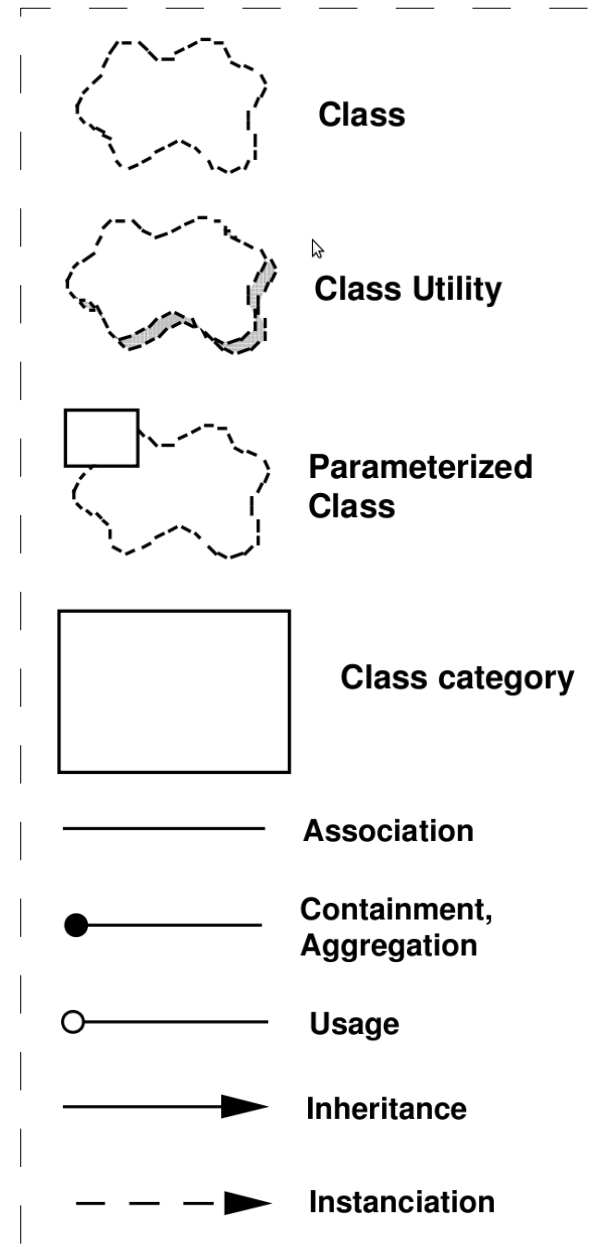 Class
Class Utility
Parameterized
Class
Class category
Association
Containment,
Aggregation
Usage
Inheritance
Instanciation